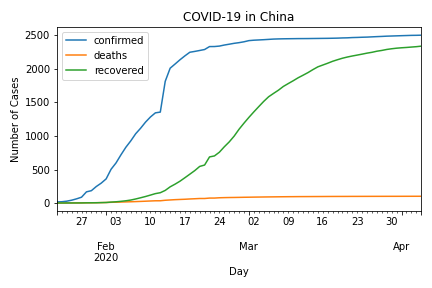 COVID-19 in China
confirmed
deaths
recovered
Number of Cases
2500
2000
1500
1000
500
0
27 03 10 17 24 02 09 16 23 30
Feb Mar Apr
2020
Day